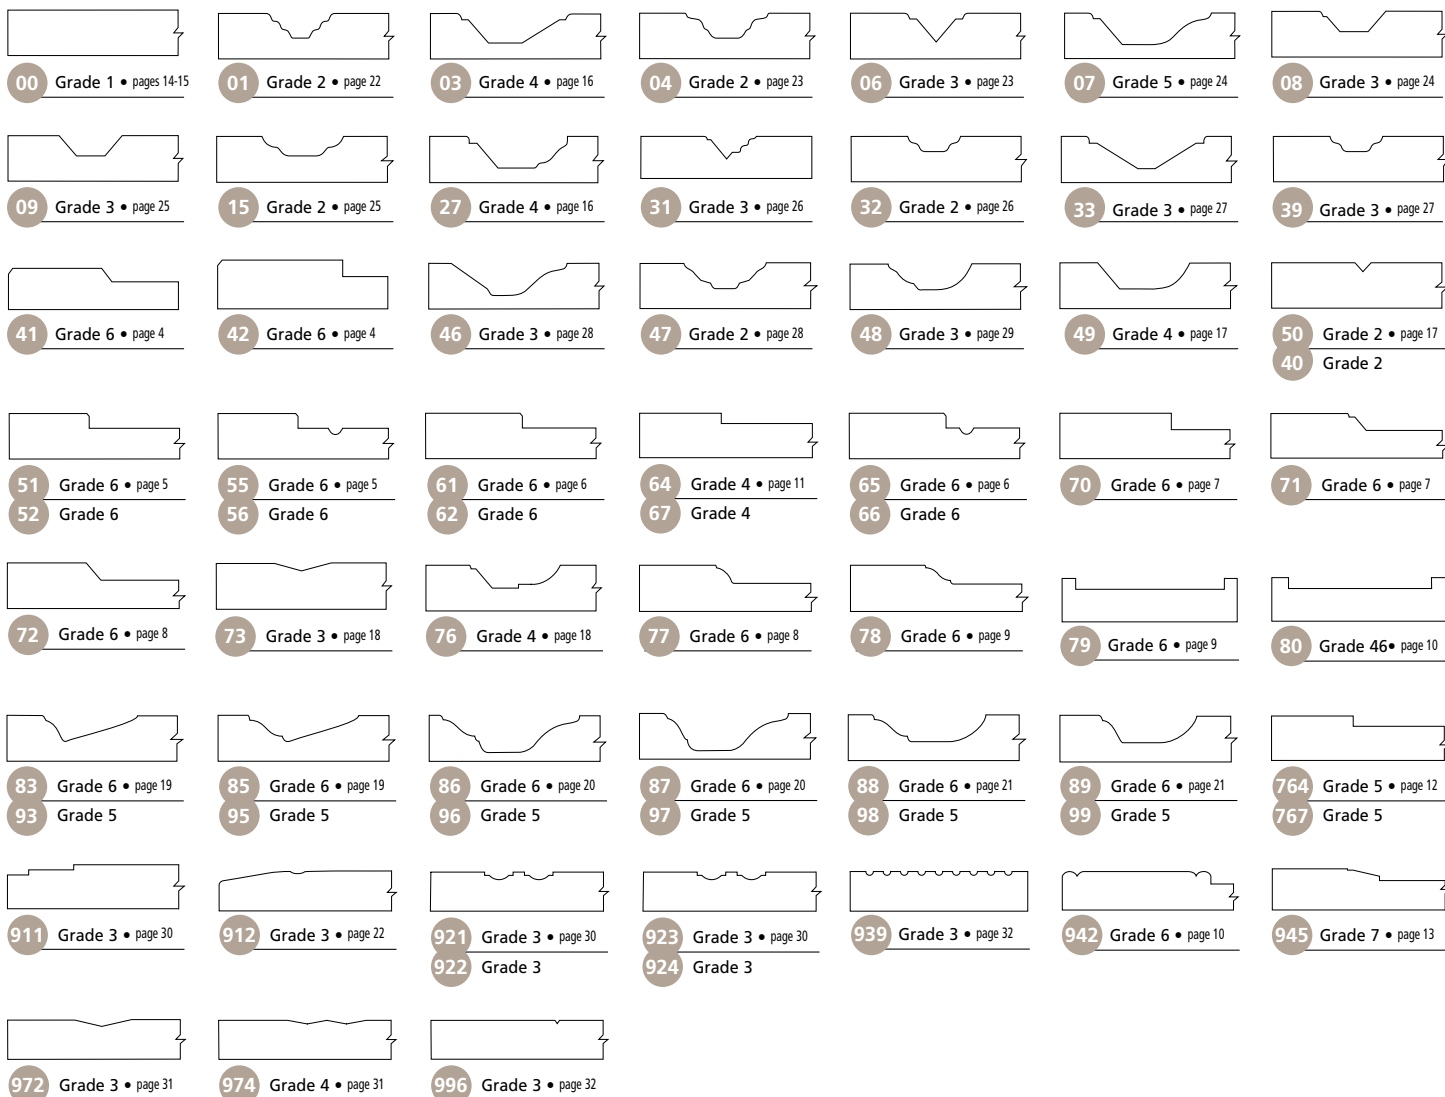 00 Grade 1 • pages 14-15
01 Grade 2 • page 22
03 Grade 4 • page 16
04 Grade 2 • page 23
06 Grade 3 • page 23
07 Grade 5 • page 24
08 Grade 3 • page 24
09 Grade 3 • page 25
15 Grade 2 • page 25
27 Grade 4 • page 16
31 Grade 3 • page 26
32 Grade 2 • page 26
33 Grade 3 • page 27
39 Grade 3 • page 27
41 Grade 6 • page 4
42 Grade 6 • page 4
46 Grade 3 • page 28
47 Grade 2 • page 28
48 Grade 3 • page 29
49 Grade 4 • page 17
50 Grade 2 • page 17
40 Grade 2
51 Grade 6 • page 5
52 Grade 6
55 Grade 6 • page 5
56 Grade 6
61 Grade 6 • page 6
62 Grade 6
64 Grade 4 • page 11
67 Grade 4
65 Grade 6 • page 6
66 Grade 6
70 Grade 6 • page 7
71 Grade 6 • page 7
72 Grade 6 • page 8
73 Grade 3 • page 18
76 Grade 4 • page 18
77 Grade 6 • page 8
78 Grade 6 • page 9
79 Grade 6 • page 9
80 Grade 46• page 10
83 Grade 6 • page 19
93 Grade 5
85 Grade 6 • page 19
95 Grade 5
86 Grade 6 • page 20
96 Grade 5
87 Grade 6 • page 20
97 Grade 5
88 Grade 6 • page 21
98 Grade 5
89 Grade 6 • page 21
99 Grade 5
764 Grade 5 • page 12
767 Grade 5
911 Grade 3 • page 30
912 Grade 3 • page 22
921 Grade 3 • page 30
922 Grade 3
923 Grade 3 • page 30
924 Grade 3
939 Grade 3 • page 32
942 Grade 6 • page 10
945 Grade 7 • page 13
972 Grade 3 • page 31
974 Grade 4 • page 31
996 Grade 3 • page 32